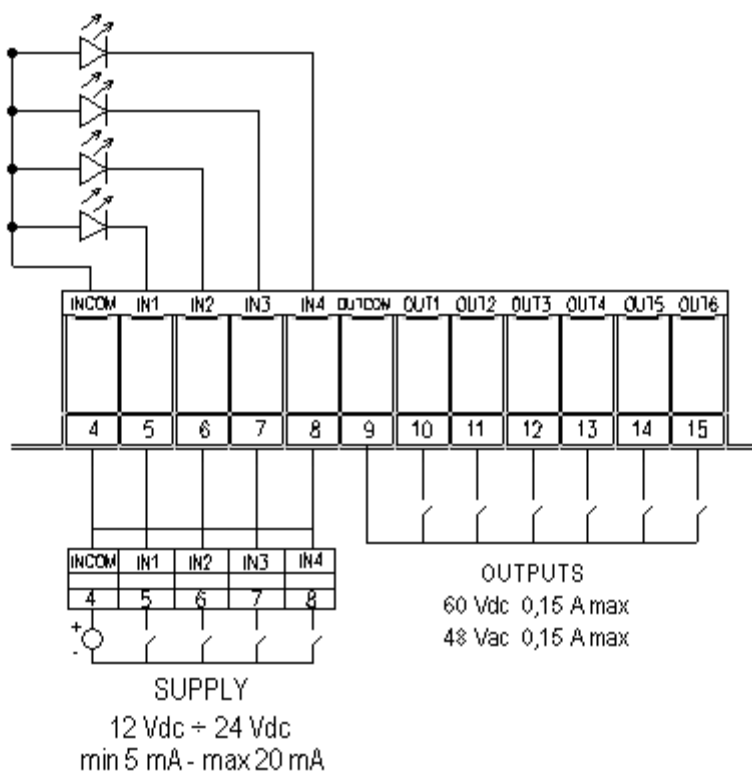 INCOM IN1 IN2 IN3 IN4 OUTCOM OUT1 OUT2 OUT3 OUT4 OUT5 OUT6
4 5 6 7 8 9 10 11 12 13 14 15
INCOM IN1 IN2 IN3 IN4
4 5 6 7 8
+
-
OUTPUTS
60 Vdc 0,15 A max
48 Vac 0,15 A max
SUPPLY
12 Vdc ÷ 24 Vdc
min 5 mA - max 20 mA